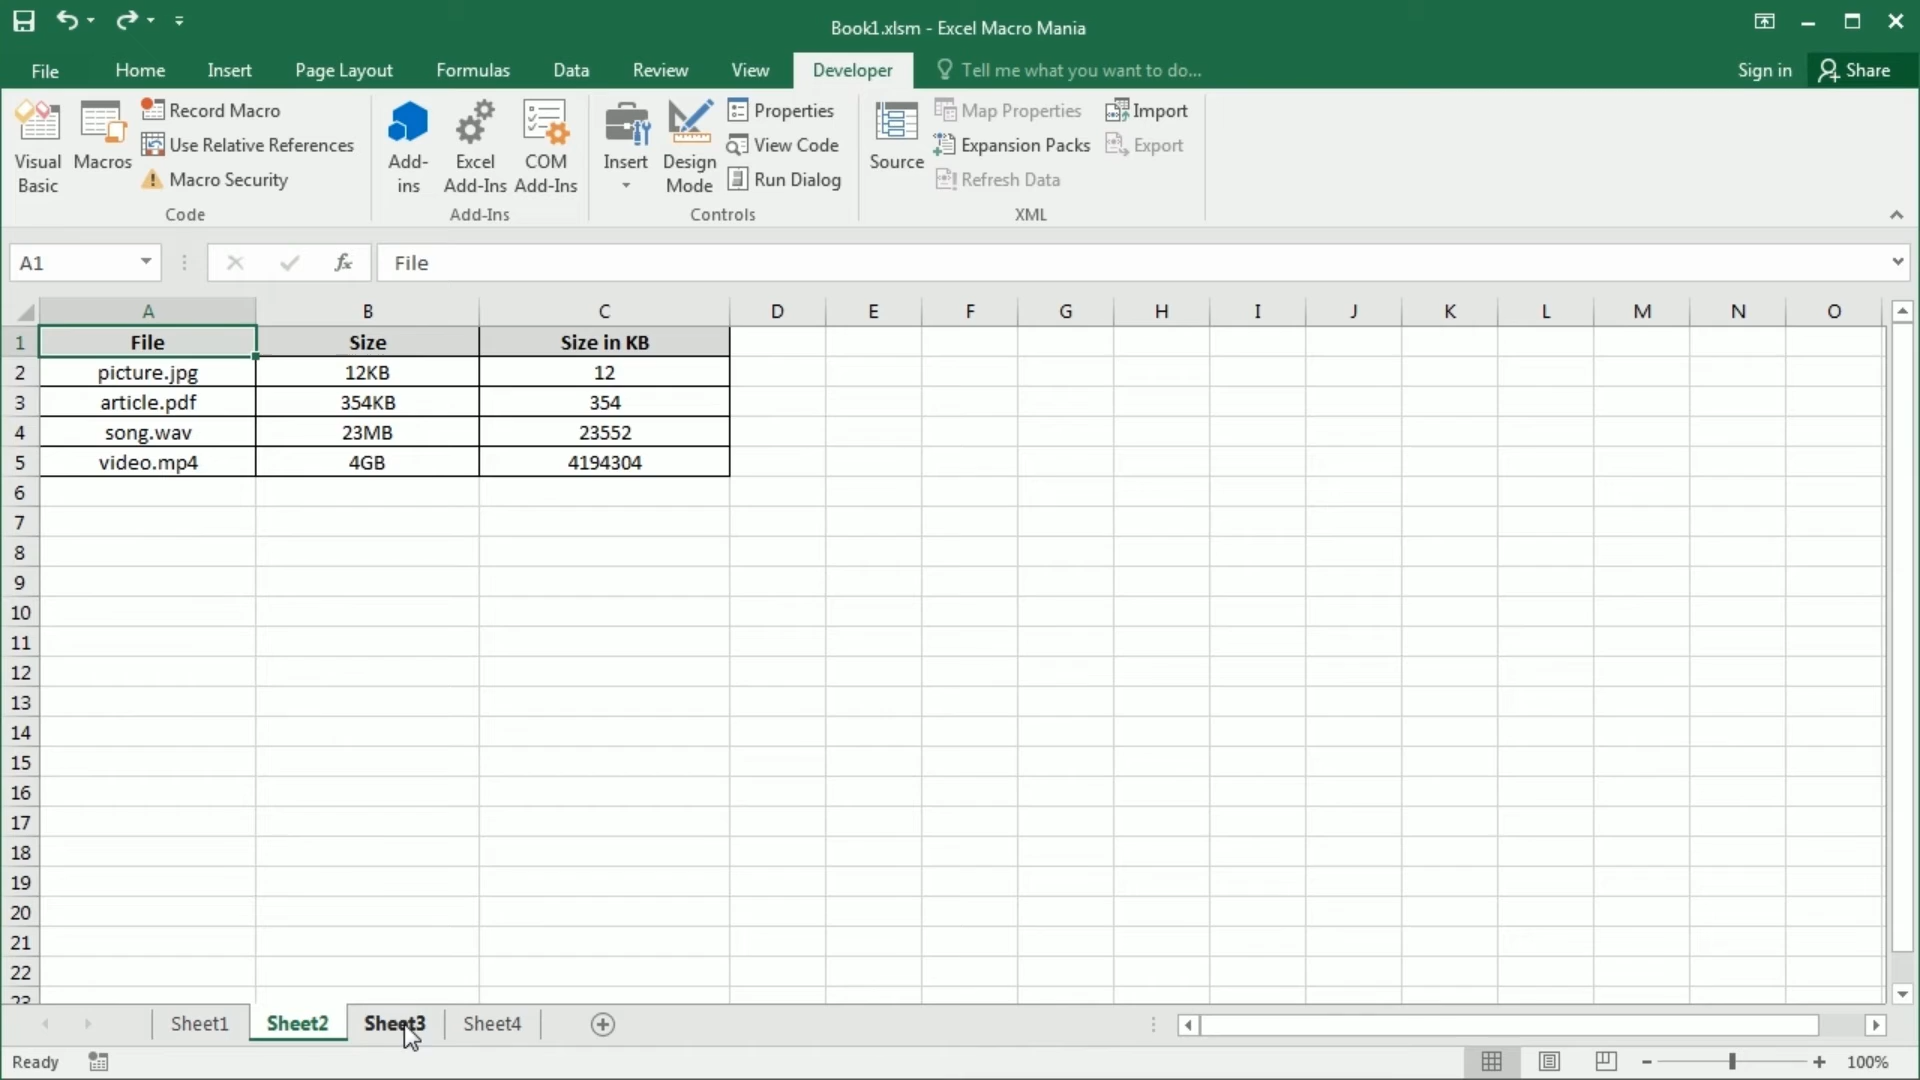 Book1.xlsm - Excel Macro Mania
File Home Insert Page Layout Formulas Data Review View Developer Tell me what you want to do... Sign in Share
Visual Basic
Macros
Record Macro
Use Relative References
Macro Security
Code
Add-ins
Excel Add-Ins
COM Add-Ins
Add-Ins
Insert
Design Mode
Properties
View Code
Run Dialog
Controls
Source
Map Properties
Expansion Packs
Refresh Data
Import
Export
XML
A1 fx File
A B C D E F G H I J K L M N O
1 File Size Size in KB
2 picture.jpg 12KB 12
3 article.pdf 354KB 354
4 song.wav 23MB 23552
5 video.mp4 4GB 4194304
6
7
8
9
10
11
12
13
14
15
16
17
18
19
20
21
22
23
Sheet1 Sheet2 Sheet3 Sheet4
Ready 100%